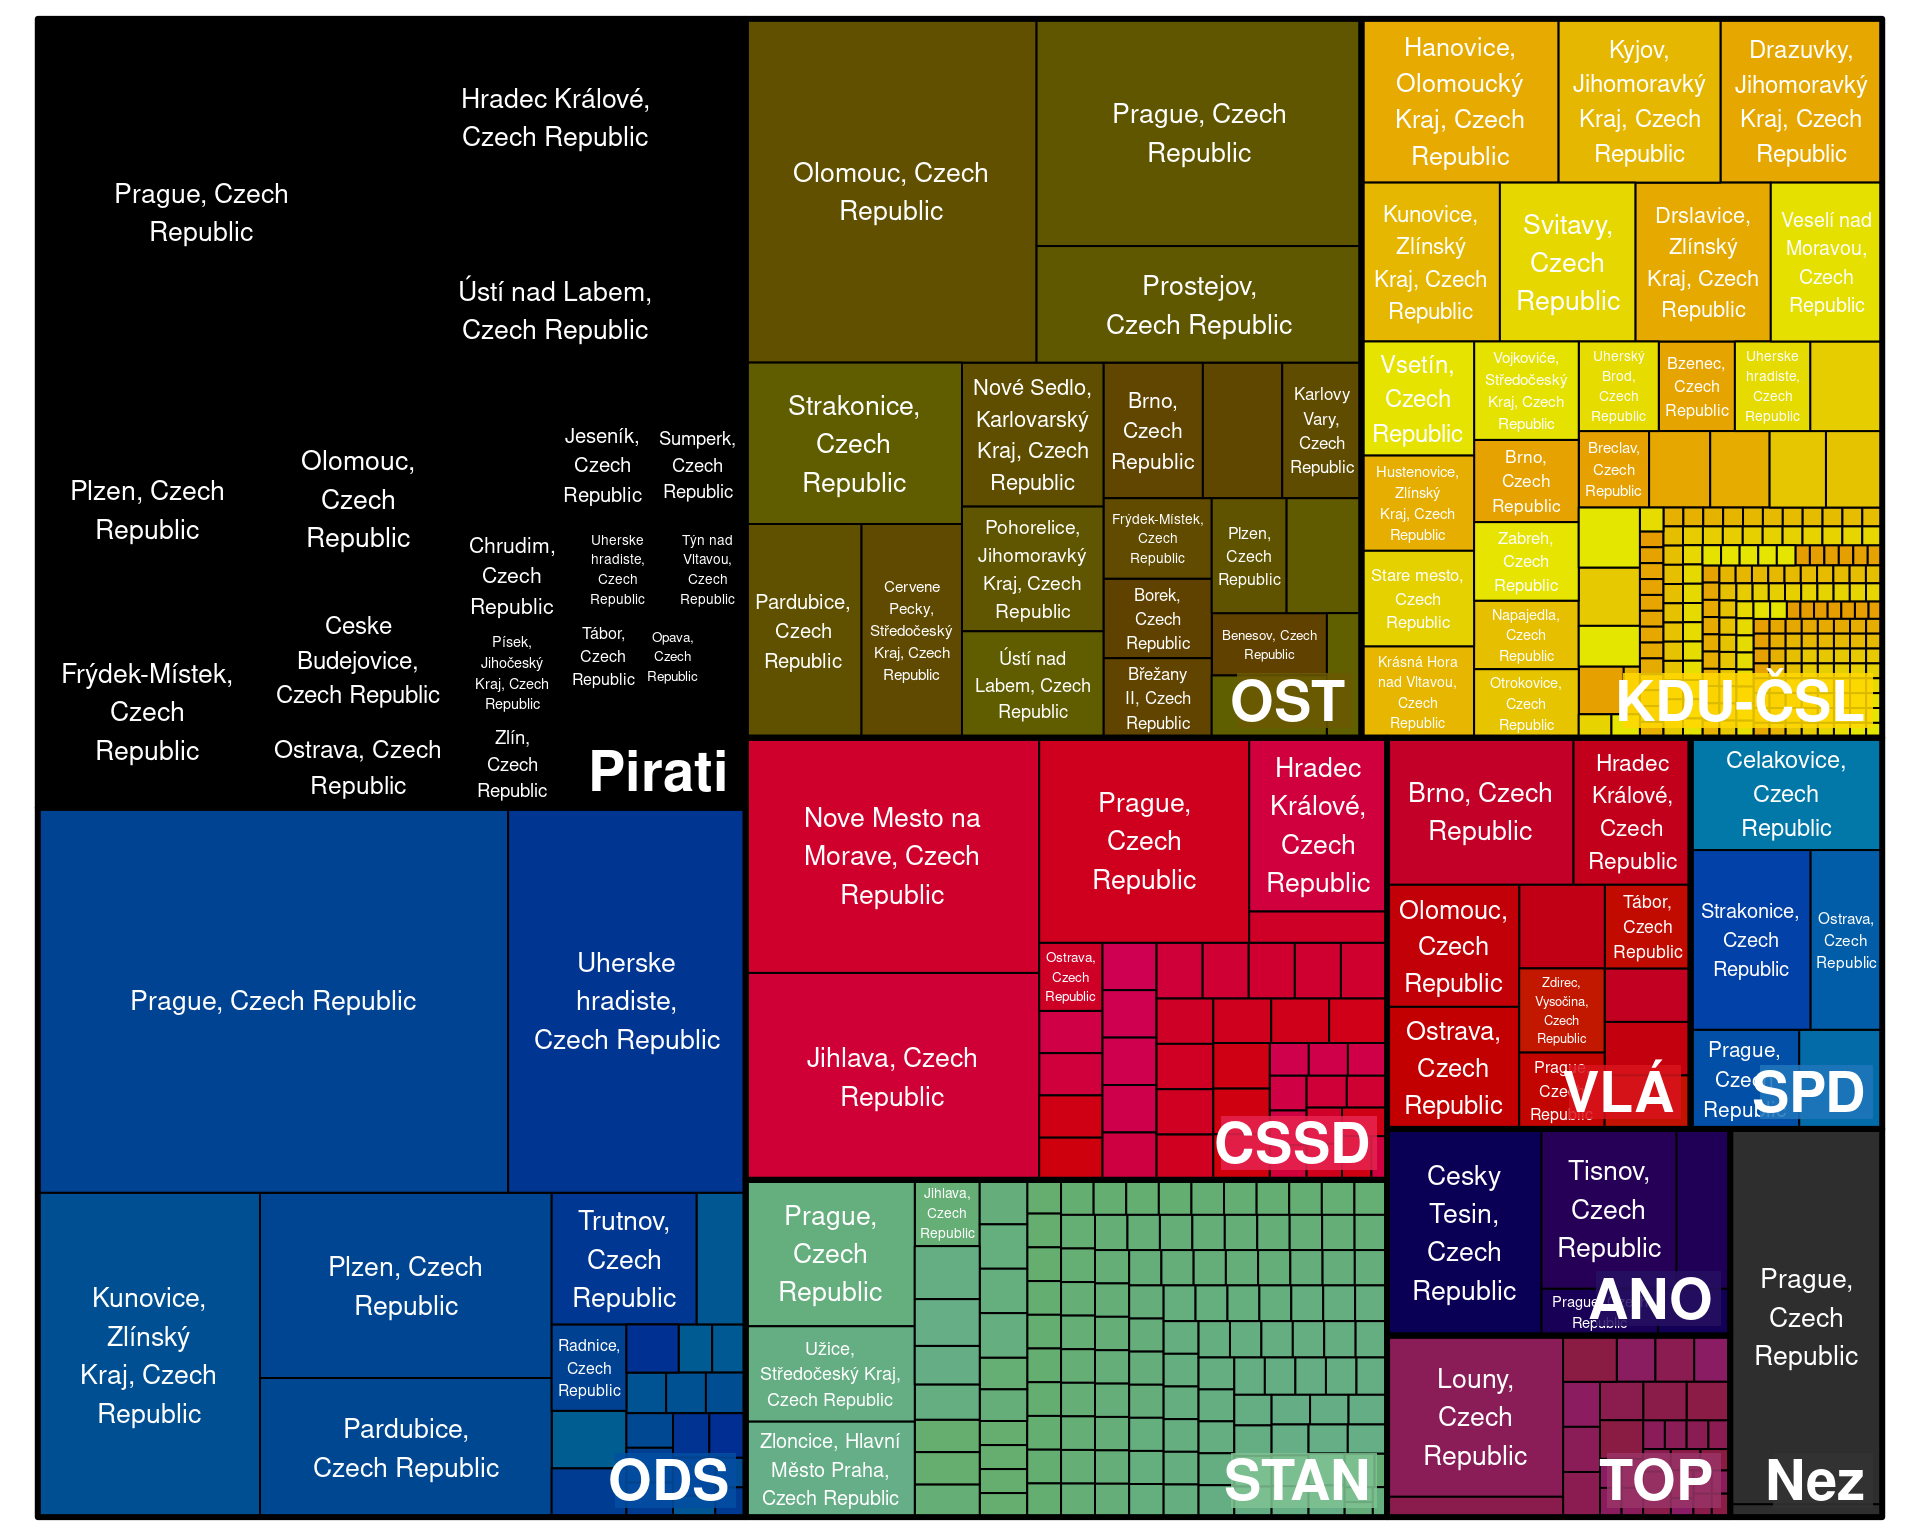 Prague, Czech
Republic
Hradec Králové,
Czech Republic
Ústí nad Labem,
Czech Republic
Plzen, Czech
Republic
Olomouc,
Czech
Republic
Jeseník,
Czech
Republic
Sumperk,
Czech
Republic
Chrudim,
Czech
Republic
Uherske
hradiste,
Czech
Republic
Týn nad
Vltavou,
Czech
Republic
Frýdek-Místek,
Czech
Republic
Ceske
Budejovice,
Czech Republic
Písek,
Jihočeský
Kraj, Czech
Republic
Tábor,
Czech
Republic
Opava,
Czech
Republic
Ostrava, Czech
Republic
Zlín,
Czech
Republic
Pirati
Olomouc, Czech
Republic
Prague, Czech
Republic
Prostejov,
Czech Republic
Strakonice,
Czech
Republic
Nové Sedlo,
Karlovarský
Kraj, Czech
Republic
Brno,
Czech
Republic
Karlovy
Vary,
Czech
Republic
Pardubice,
Czech
Republic
Cervene
Pecky,
Středočeský
Kraj, Czech
Republic
Pohorelice,
Jihomoravký
Kraj, Czech
Republic
Frýdek-Místek,
Czech
Republic
Plzen,
Czech
Republic
Borek,
Czech
Republic
Benesov, Czech
Republic
Ústí nad
Labem, Czech
Republic
Břežany
II, Czech
Republic
OST
Hanovice,
Olomoucký
Kraj, Czech
Republic
Kyjov,
Jihomoravký
Kraj, Czech
Republic
Drazuvky,
Jihomoravký
Kraj, Czech
Republic
Kunovice,
Zlínský
Kraj, Czech
Republic
Svitavy,
Czech
Republic
Drslavice,
Zlínský
Kraj, Czech
Republic
Veselí nad
Moravou,
Czech
Republic
Vsetín,
Czech
Republic
Vojkoviće,
Středočeský
Kraj, Czech
Republic
Uherský
Brod,
Czech
Republic
Bzenec,
Czech
Republic
Uherske
hradiste,
Czech
Republic
Hustenovice,
Zlínský
Kraj, Czech
Republic
Brno,
Czech
Republic
Breclav,
Czech
Republic
Stare mesto,
Czech
Republic
Zabreh,
Czech
Republic
Napajedla,
Czech
Republic
Krásná Hora
nad Vltavou,
Czech
Republic
Otrokovice,
Czech
Republic
KDU-ČSL
Prague, Czech Republic
Uherske
hradiste,
Czech Republic
Kunovice,
Zlínský
Kraj, Czech
Republic
Plzen, Czech
Republic
Pardubice,
Czech Republic
Trutnov,
Czech
Republic
Radnice,
Czech
Republic
ODS
Nove Mesto na
Morave, Czech
Republic
Prague,
Czech
Republic
Hradec
Králové,
Czech
Republic
Jihlava, Czech
Republic
Ostrava,
Czech
Republic
CSSD
Brno, Czech
Republic
Hradec
Králové,
Czech
Republic
Olomouc,
Czech
Republic
Tábor,
Czech
Republic
Zdirec,
Vysočina,
Czech
Republic
Ostrava,
Czech
Republic
Prague,
Czech
Republic
VLÁ
Celakovice,
Czech
Republic
Strakonice,
Czech
Republic
Ostrava,
Czech
Republic
Prague,
Czech
Republic
SPD
Prague,
Czech
Republic
Jihlava,
Czech
Republic
Užice,
Středočeský Kraj,
Czech Republic
Zloncice, Hlavní
Město Praha,
Czech Republic
STAN
Cesky
Tesin,
Czech
Republic
Tisnov,
Czech
Republic
Prague, Czech
Republic
ANO
Louny,
Czech
Republic
TOP
Prague,
Czech
Republic
Nez